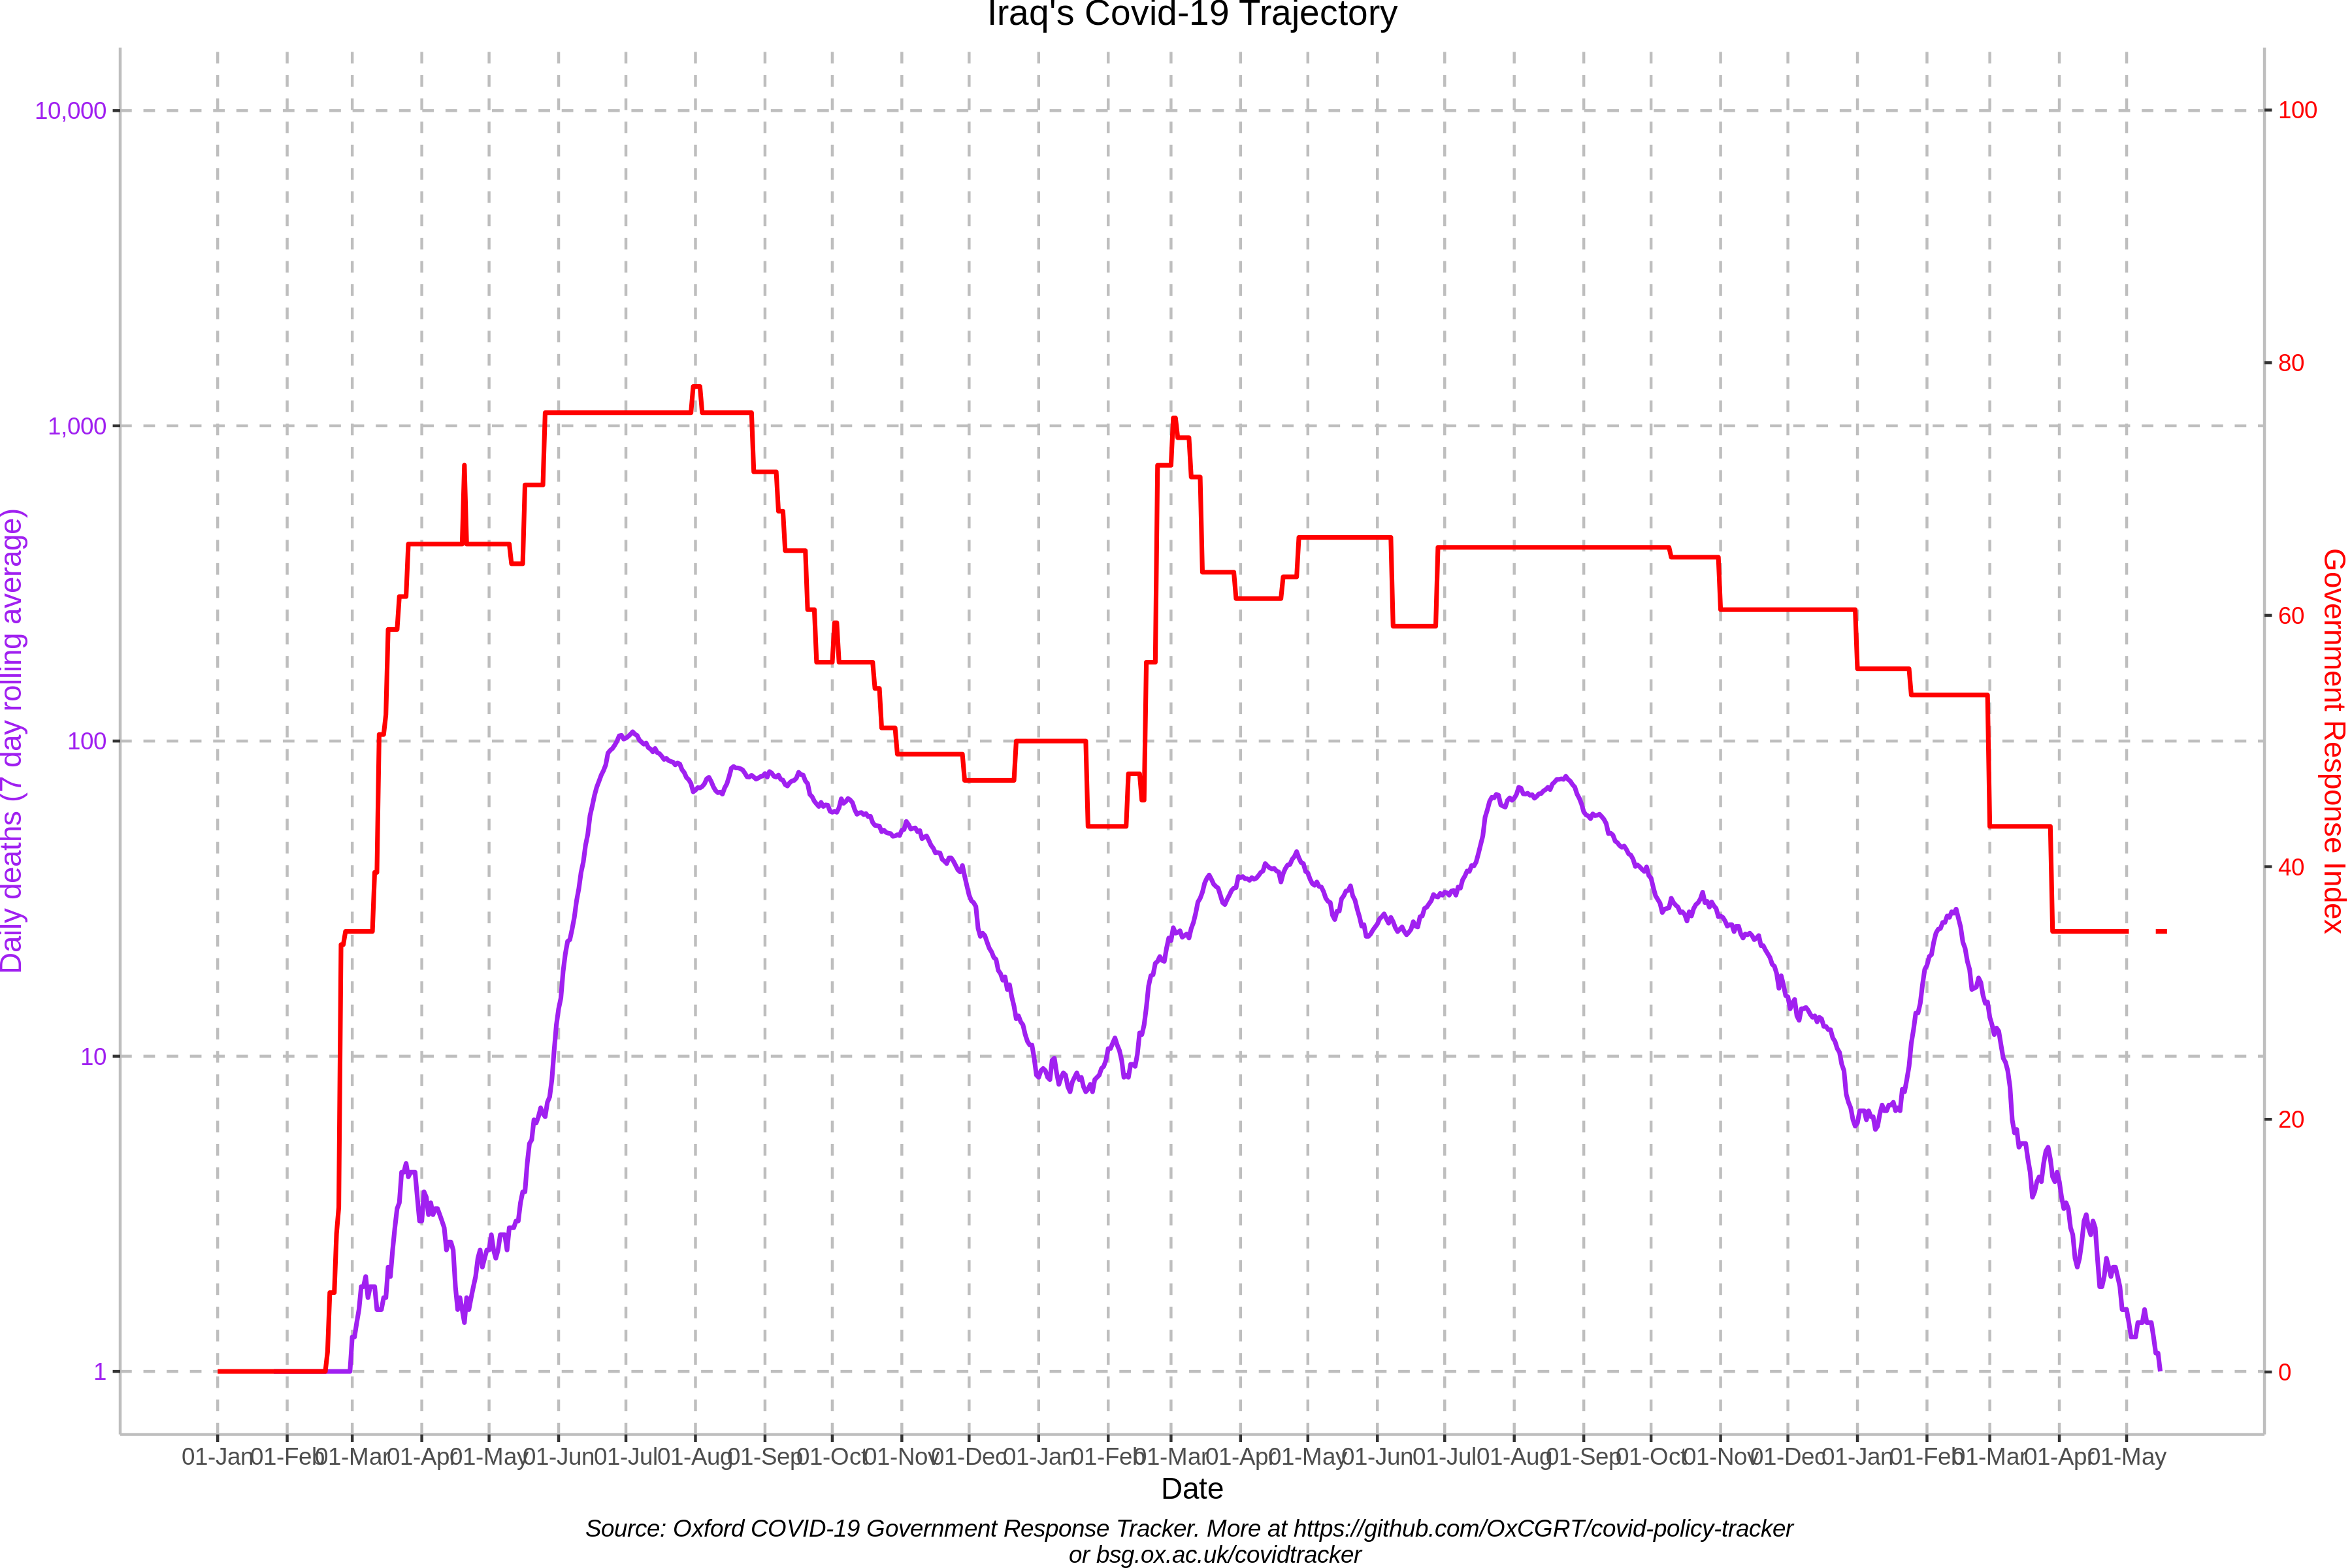 Iraq's Covid-19 Trajectory
10,000
1,000
100
10
1
Daily deaths (7 day rolling average)
100
80
60
40
20
0
Government Response Index
01-Jan 01-Feb 01-Mar 01-Apr 01-May 01-Jun 01-Jul 01-Aug 01-Sep 01-Oct 01-Nov 01-Dec 01-Jan 01-Feb 01-Mar 01-Apr 01-May 01-Jun 01-Jul 01-Aug 01-Sep 01-Oct 01-Nov 01-Dec 01-Jan 01-Feb 01-Mar 01-Apr 01-May
Date
Source: Oxford COVID-19 Government Response Tracker. More at https://github.com/OxCGRT/covid-policy-tracker
or bsg.ox.ac.uk/covidtracker